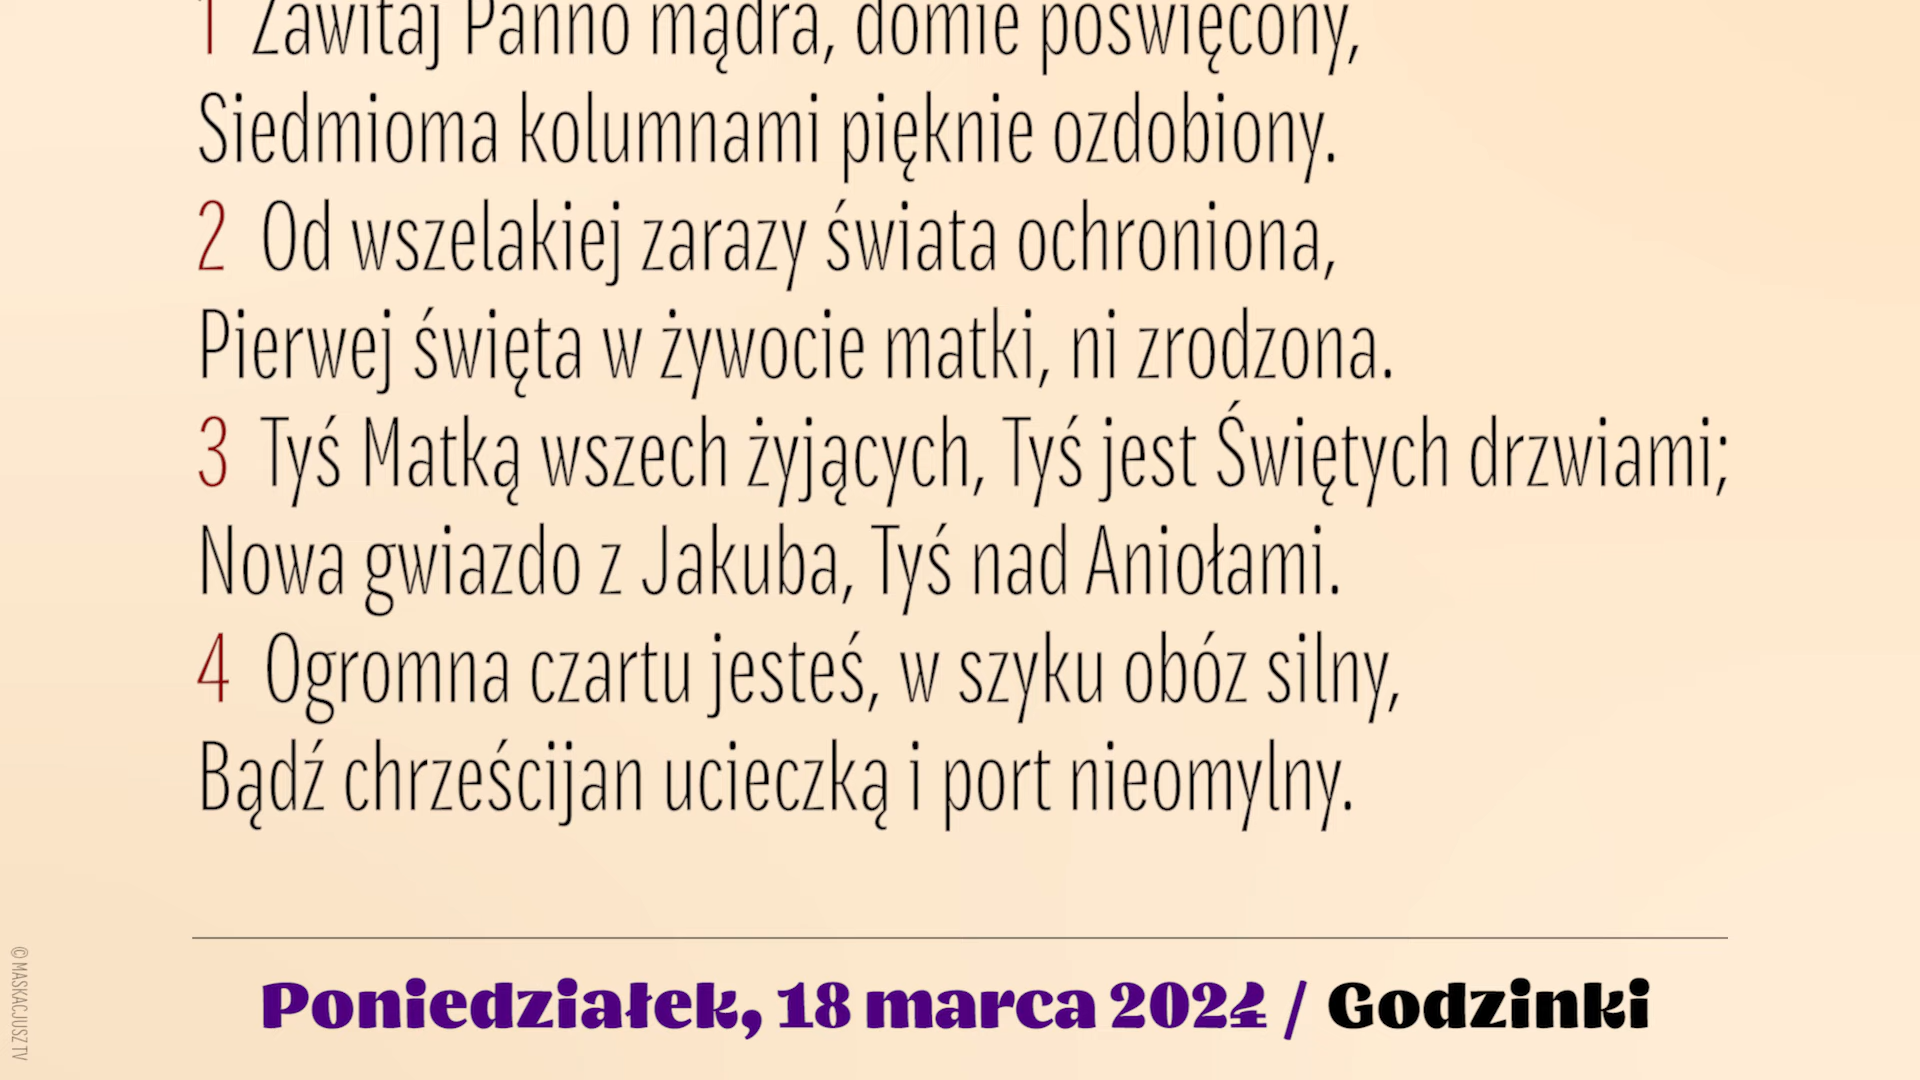 1 Zawitaj Panno mądra, domie poświęcony,
Siedmioma kolumnami pięknie ozdobiony.
2 Od wszelakiej zarazy świata ochroniona,
Pierwej święta w żywocie matki, ni zrodzona.
3 Tyś Matką wszech żyjących, Tyś jest Świętych drzwiami;
Nowa gwiazdo z Jakuba, Tyś nad Aniołami.
4 Ogromna czartu jesteś, w szyku obóz silny,
Bądź chrześcijan ucieczką i port nieomylny.
Poniedziałek, 18 marca 2024 / Godzinki
© MASKACJUSZ TV